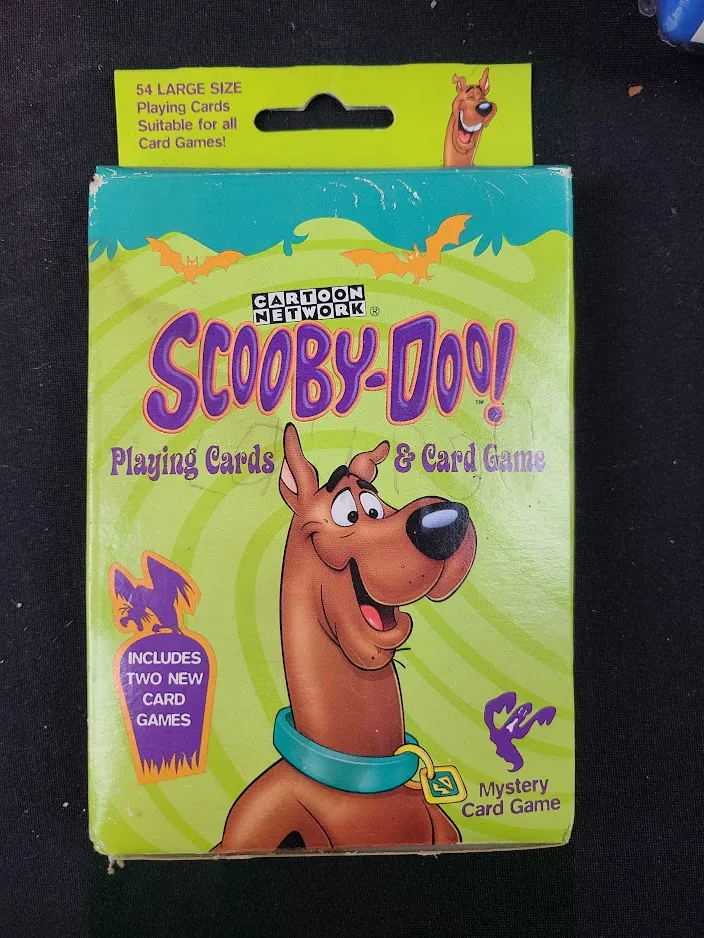 54 LARGE SIZE
Playing Cards
Suitable for all
Card Games!
CARTOON
NETWORK®
SCOOBY-DOO!™
Playing Cards & Card Game
INCLUDES
TWO NEW
CARD
GAMES
Mystery
Card Game